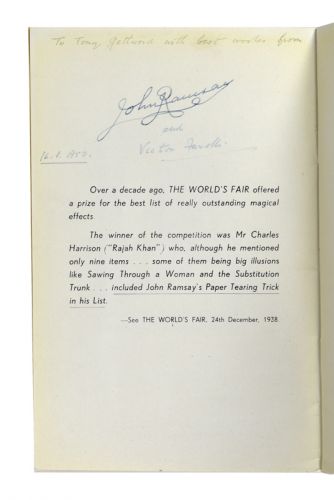 To Tony Gottward with best wishes from
John Ramsay
and
Victor Farelli
16.1.1952.
Over a decade ago, THE WORLD'S FAIR offered
a prize for the best list of really outstanding magical
effects.
The winner of the competition was Mr Charles
Harrison ("Rajah Khan") who, although he mentioned
only nine items . . . some of them being big illusions
like Sawing Through a Woman and the Substitution
Trunk . . . included John Ramsay's Paper Tearing Trick
in his List.
—See THE WORLD'S FAIR, 24th December, 1938.